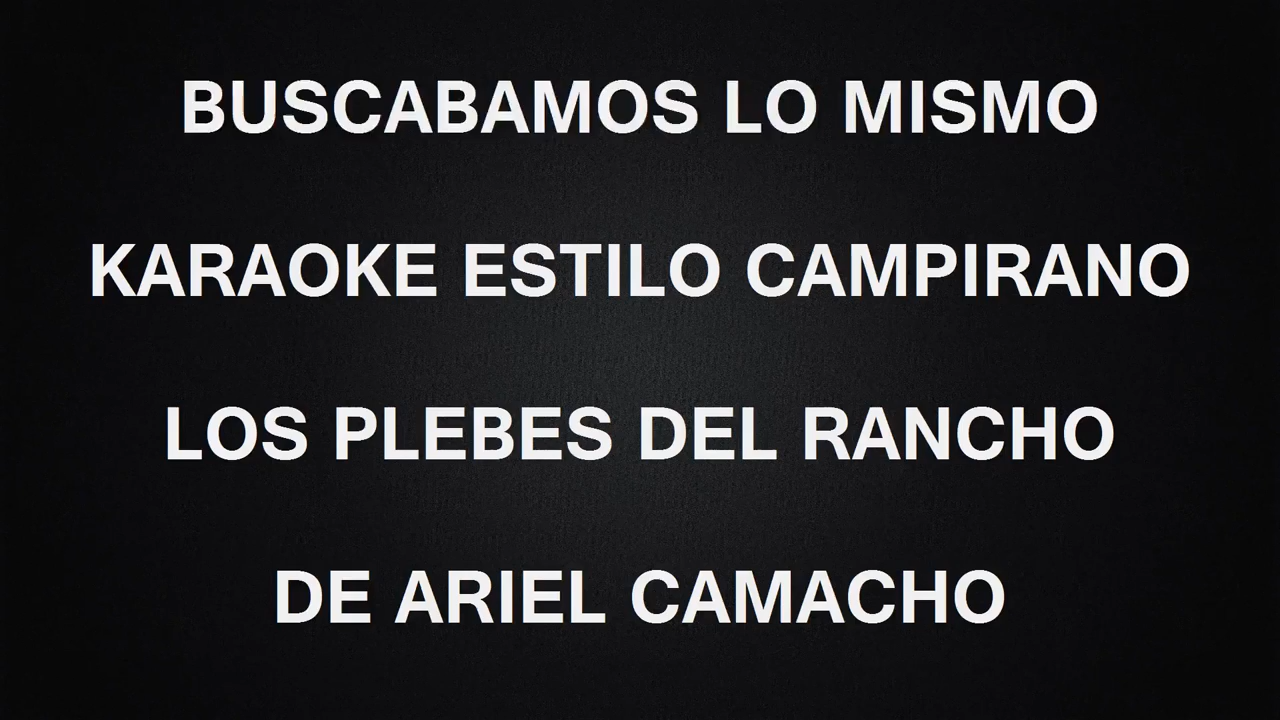 BUSCABAMOS LO MISMO
KARAOKE ESTILO CAMPIRANO
LOS PLEBES DEL RANCHO
DE ARIEL CAMACHO